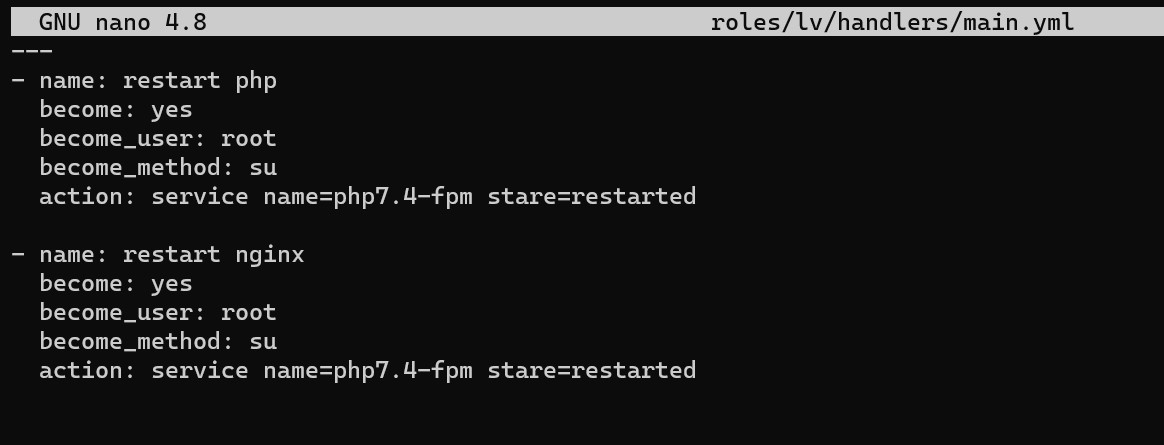 GNU nano 4.8 roles/lv/handlers/main.yml
---
- name: restart php
  become: yes
  become_user: root
  become_method: su
  action: service name=php7.4-fpm stare=restarted

- name: restart nginx
  become: yes
  become_user: root
  become_method: su
  action: service name=php7.4-fpm stare=restarted